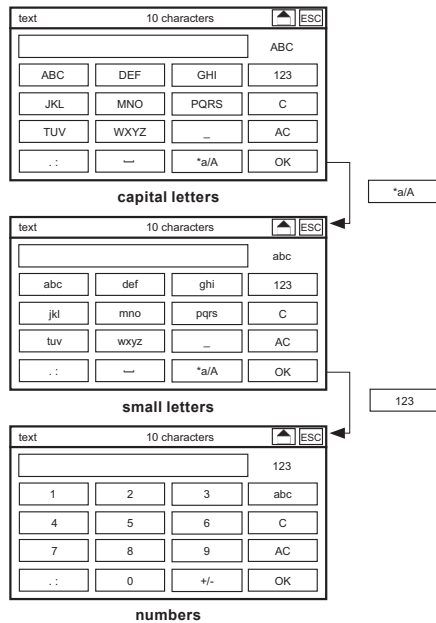 text 10 characters ESC
ABC
ABC DEF GHI 123
JKL MNO PQRS C
TUV WXYZ _ AC
. : ⎵ *a/A OK
capital letters
*a/A
text 10 characters ESC
abc
abc def ghi 123
jkl mno pqrs C
tuv wxyz _ AC
. : ⎵ *a/A OK
small letters
123
text 10 characters ESC
123
1 2 3 abc
4 5 6 C
7 8 9 AC
. : 0 +/- OK
numbers